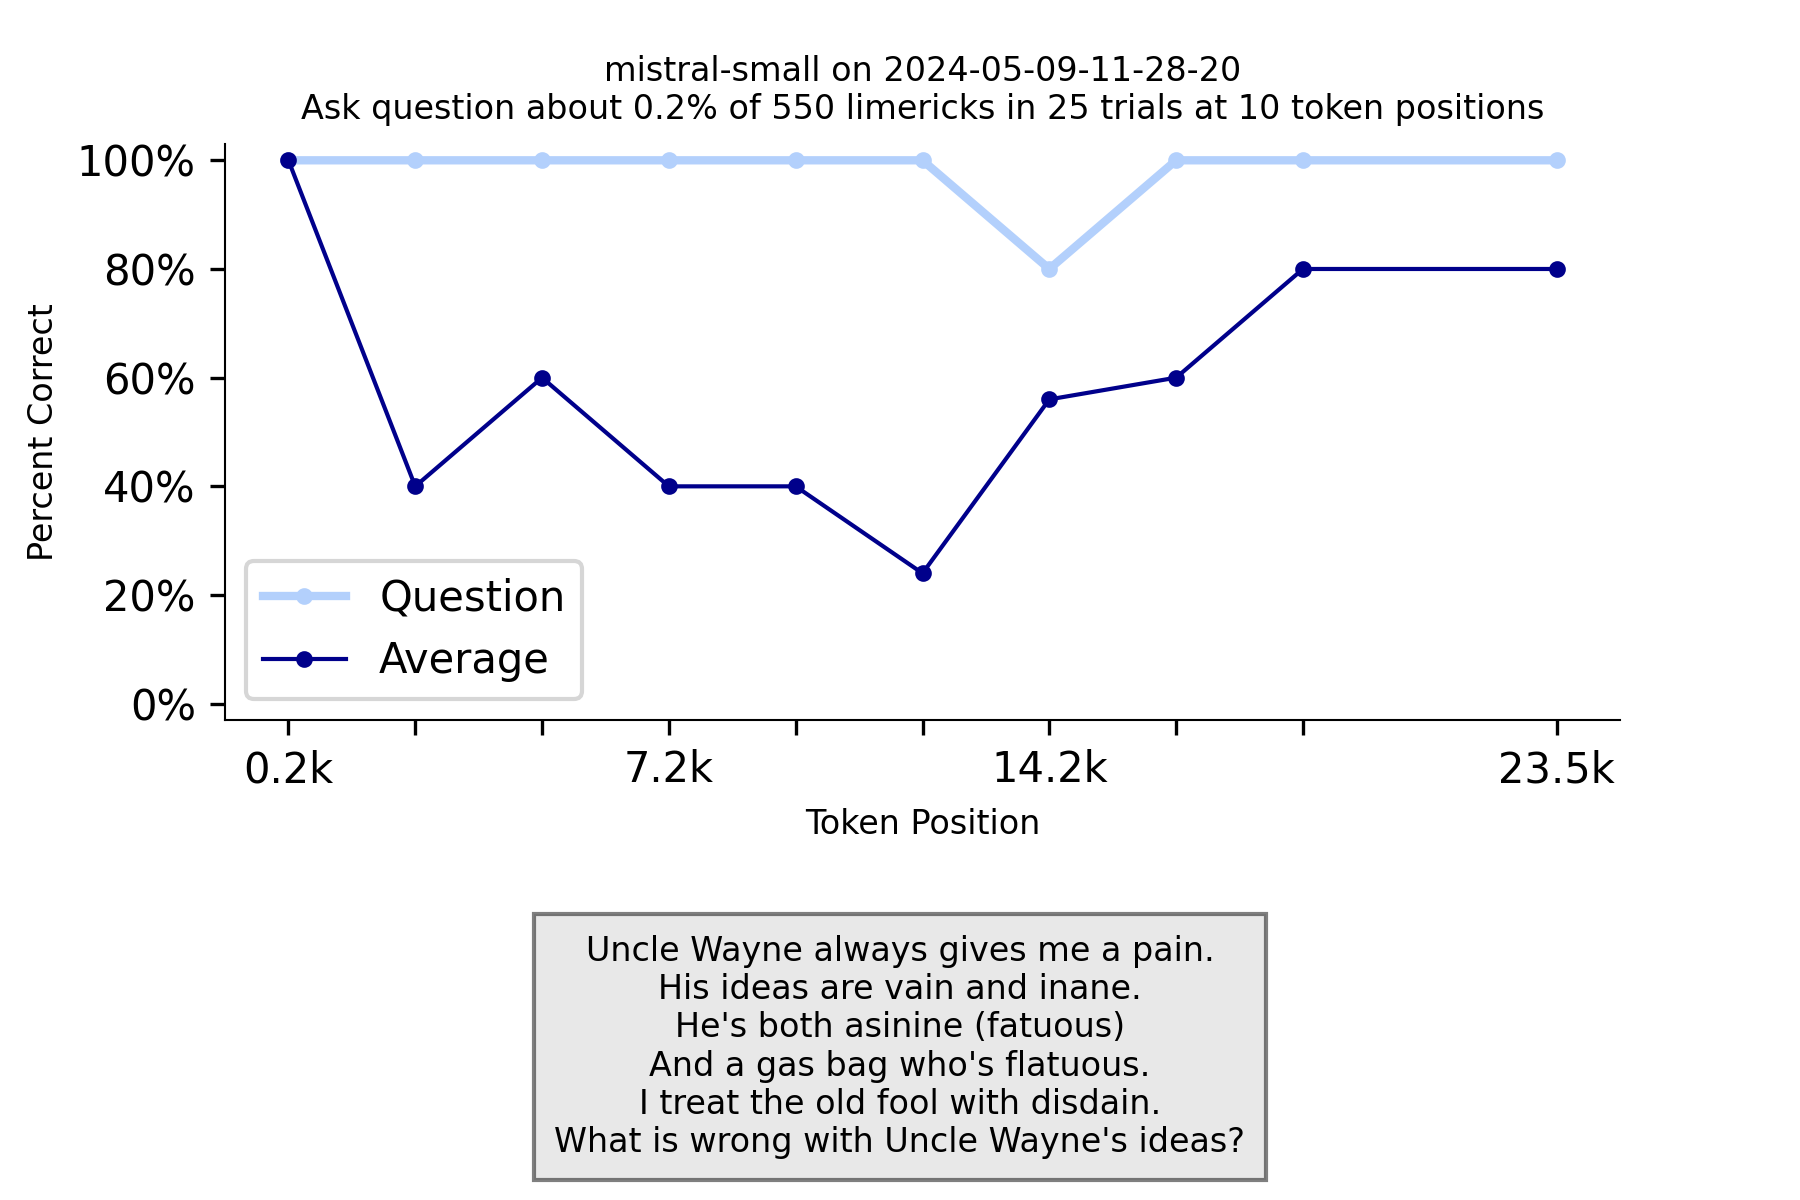 mistral-small on 2024-05-09-11-28-20
Ask question about 0.2% of 550 limericks in 25 trials at 10 token positions
100%
80%
60%
40%
20%
0%
Percent Correct
Question
Average
0.2k
7.2k
14.2k
23.5k
Token Position
Uncle Wayne always gives me a pain.
His ideas are vain and inane.
He's both asinine (fatuous)
And a gas bag who's flatuous.
I treat the old fool with disdain.
What is wrong with Uncle Wayne's ideas?